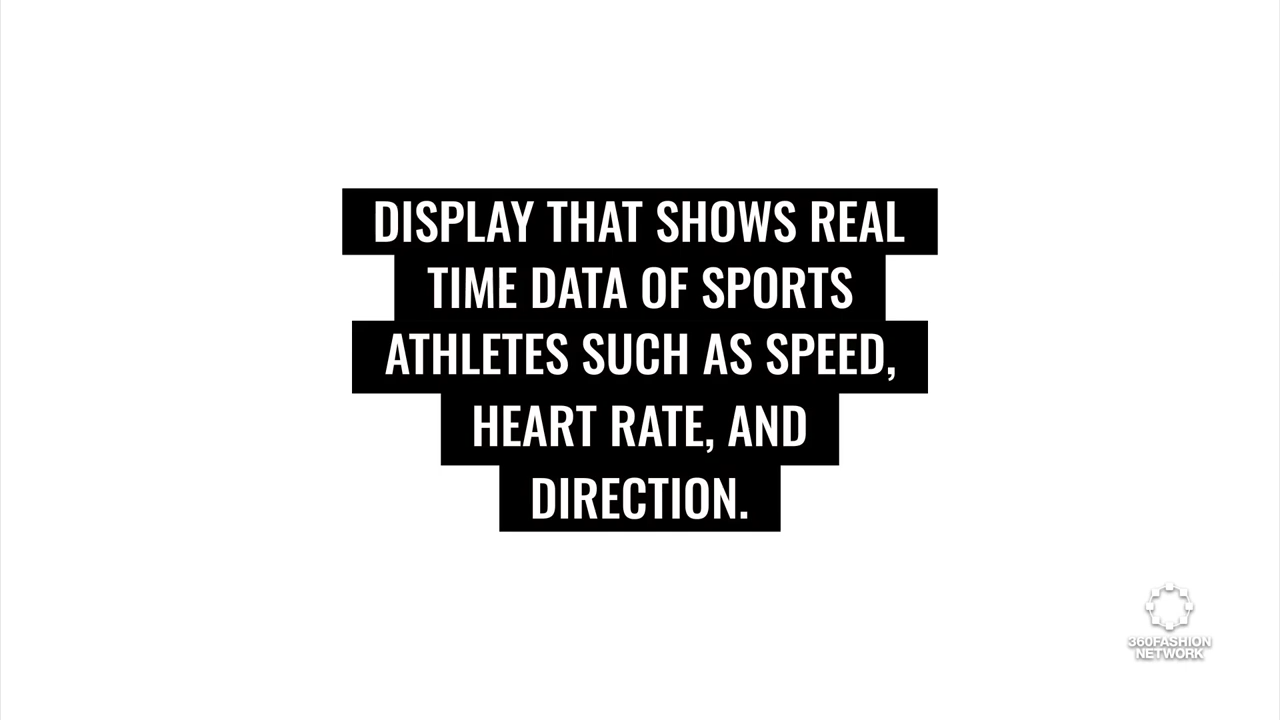 DISPLAY THAT SHOWS REAL
TIME DATA OF SPORTS
ATHLETES SUCH AS SPEED,
HEART RATE, AND
DIRECTION.
360FASHION
NETWORK